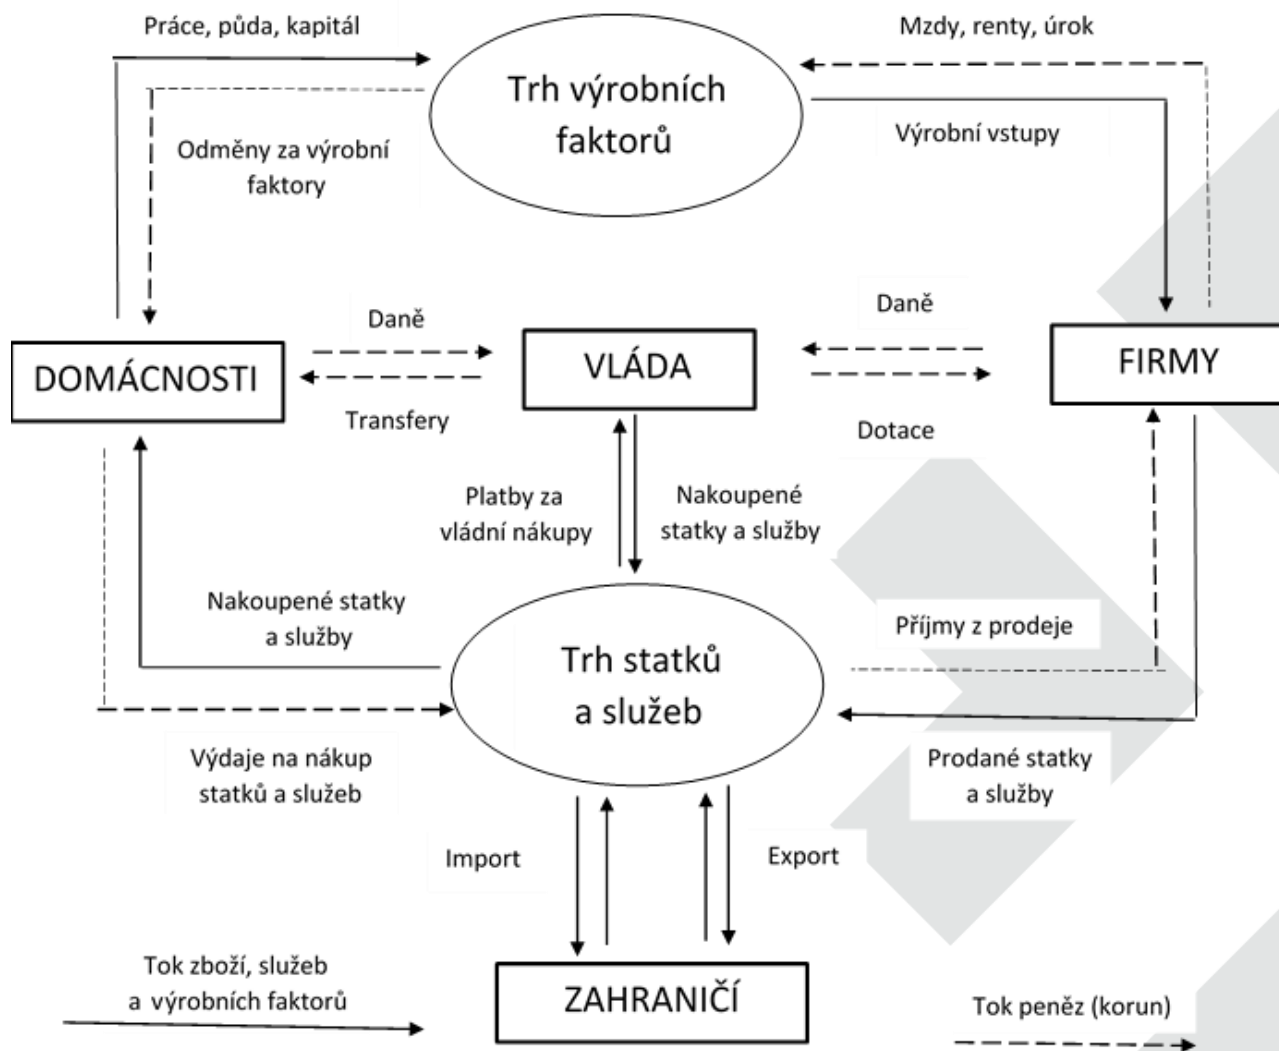 Práce, půda, kapitál
Mzdy, renty, úrok
Trh výrobních
faktorů
Výrobní vstupy
Odměny za výrobní
faktory
Daně
Daně
DOMÁCNOSTI
VLÁDA
FIRMY
Transfery
Dotace
Platby za
vládní nákupy
Nakoupené
statky a služby
Nakoupené statky
a služby
Příjmy z prodeje
Trh statků
a služeb
Výdaje na nákup
statků a služeb
Prodané statky
a služby
Import
Export
Tok zboží, služeb
a výrobních faktorů
ZAHRANIČÍ
Tok peněz (korun)